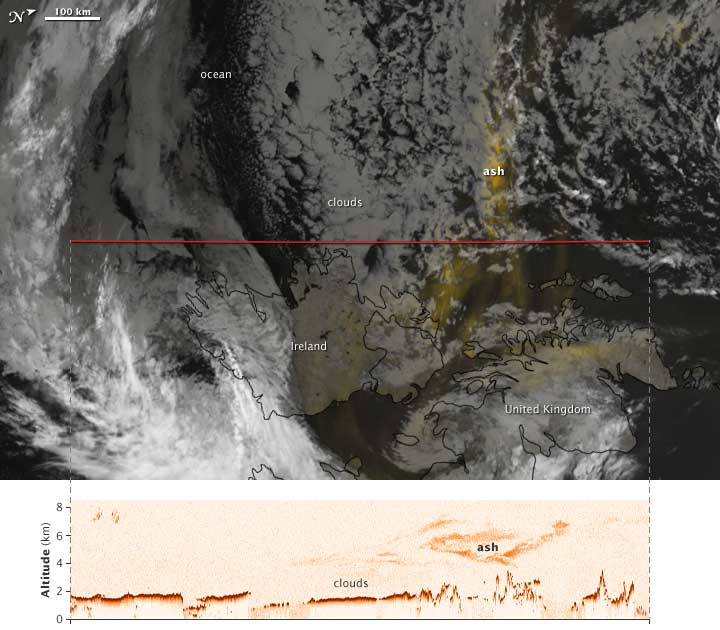 N
100 km
ocean
ash
clouds
Ireland
United Kingdom
8
6
4
2
0
Altitude (km)
ash
clouds